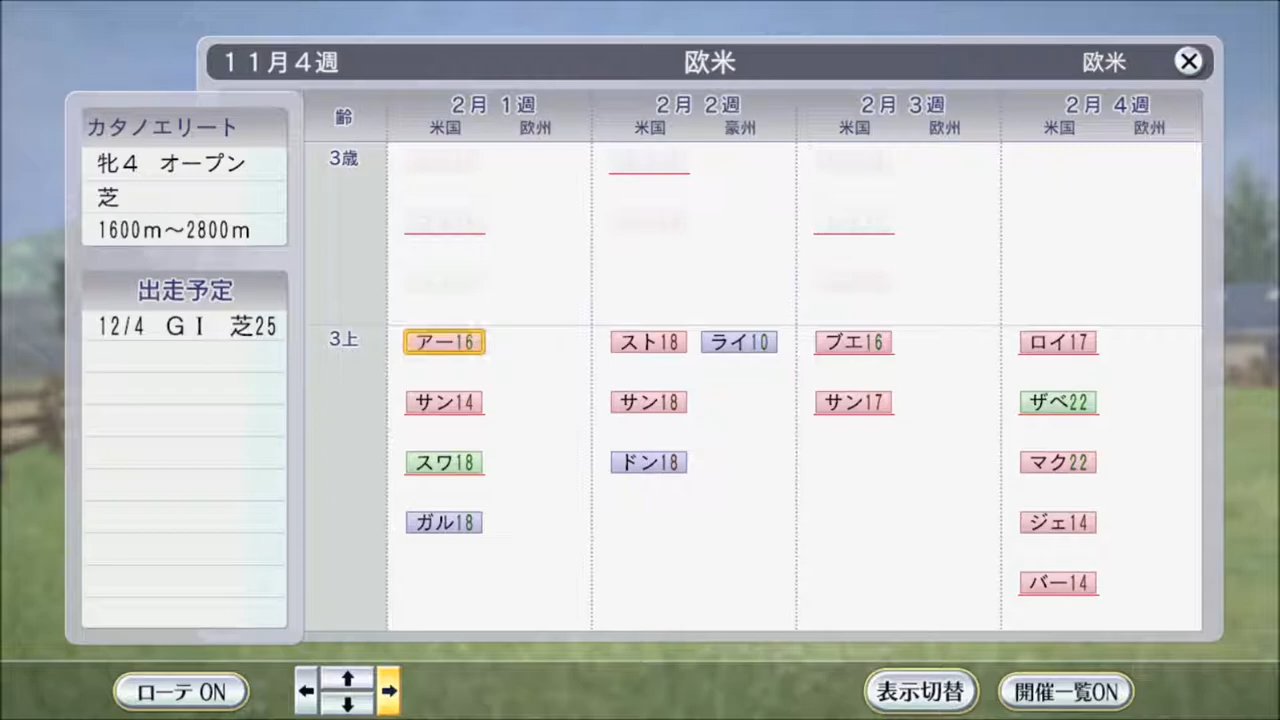 11月4週 欧米 欧米
カタノエリート
牝4 オープン
芝
1600m～2800m
出走予定
12/4 GⅠ 芝25
齢 2月 1週 2月 2週 2月 3週 2月 4週
米国 欧州 米国 豪州 米国 欧州 米国 欧州
3歳
3上 アー16 スト18 ライ10 ブエ16 ロイ17
サン14 サン18 サン17 ザベ22
スワ18 ドン18 マク22
ガル18 ジェ14
バー14
ローテ ON 表示切替 開催一覧ON